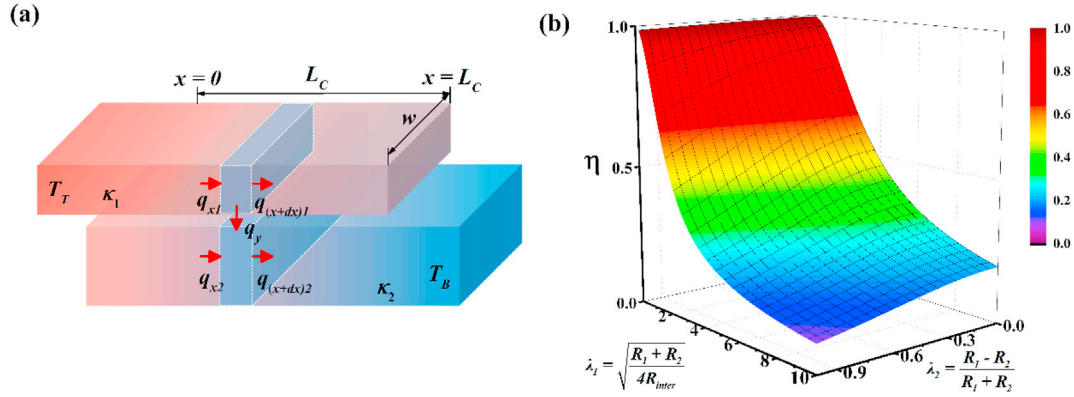 (a)
x = 0
L_C
x = L_C
w
T_T
κ_1
q_x1
q_(x+dx)1
q_y
q_x2
q_(x+dx)2
κ_2
T_B
(b)
η
1.0
0.5
0.0
2
4
6
8
10
0.9
0.6
0.3
0.0
λ_1 = √((R_1 + R_2)/(4R_inter))
λ_2 = (R_1 - R_2)/(R_1 + R_2)
1.0
0.8
0.6
0.4
0.2
0.0